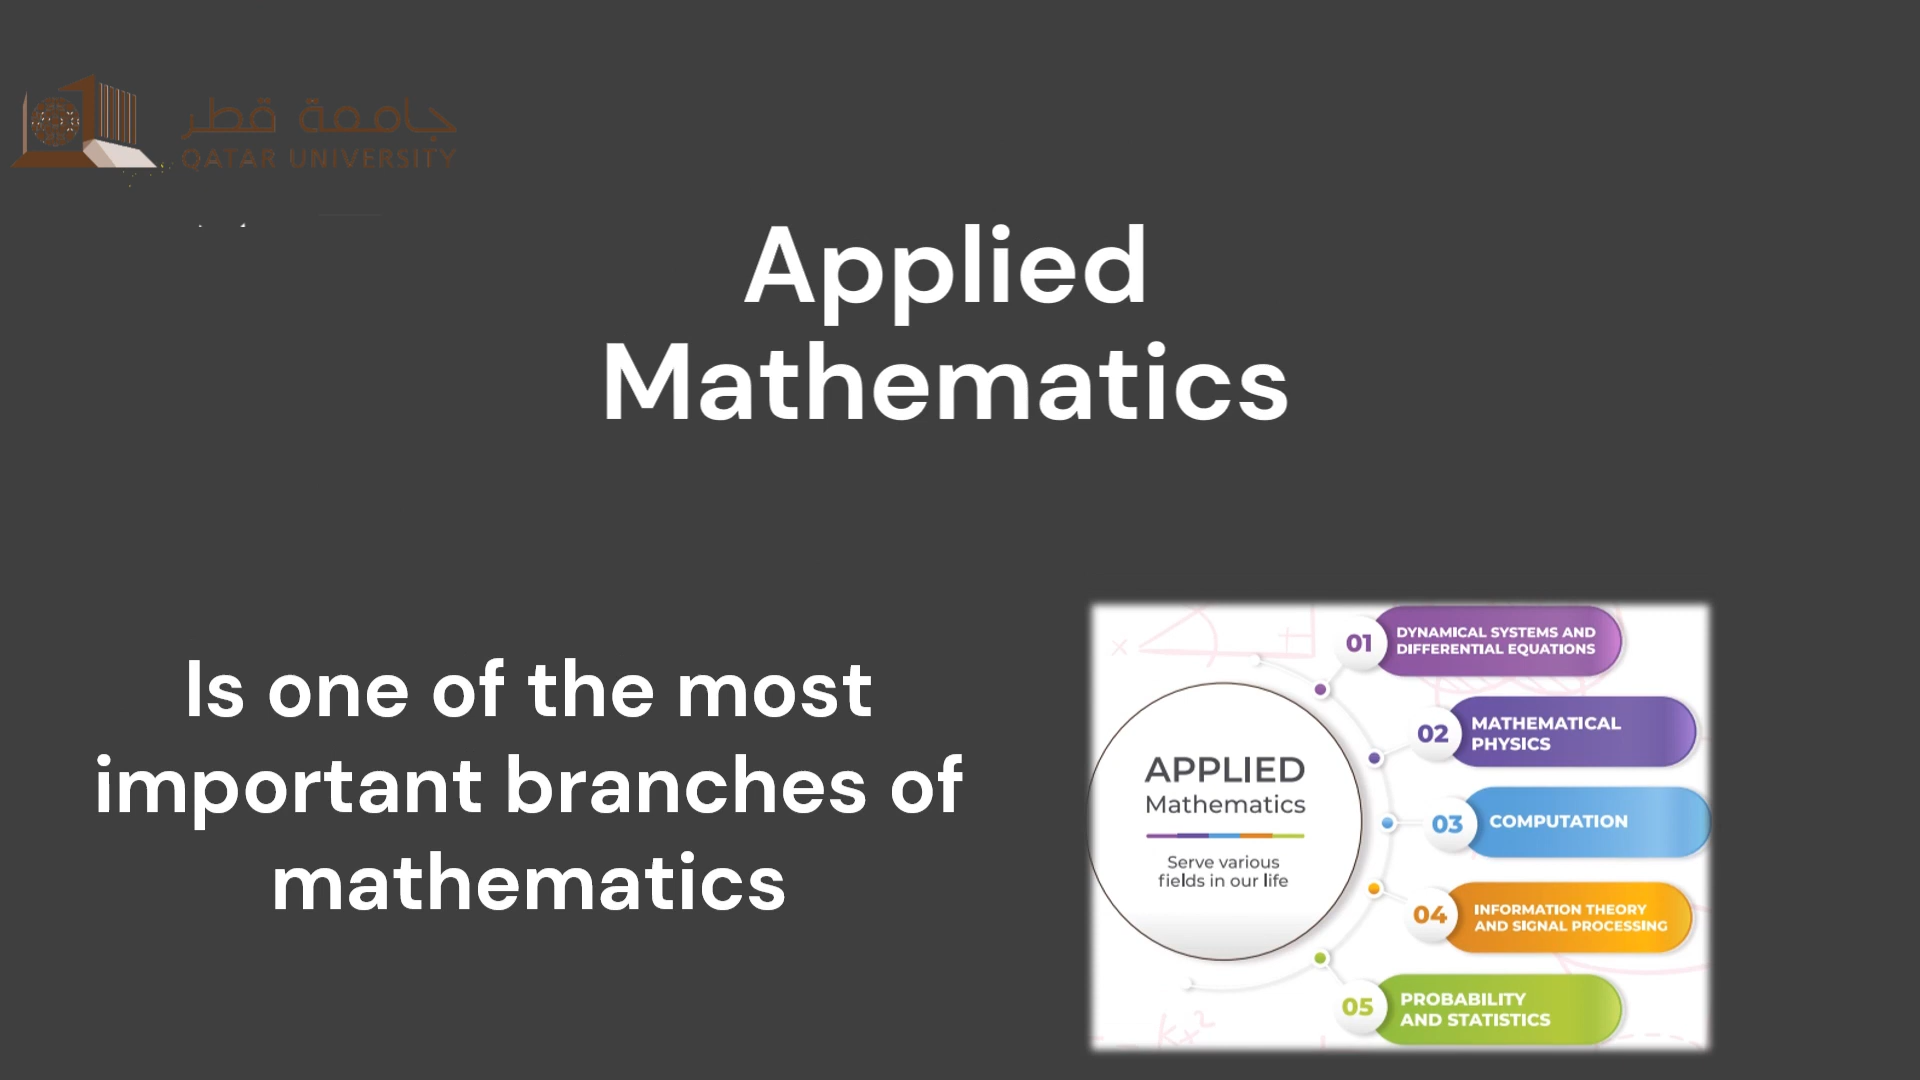 جامعة قطر
QATAR UNIVERSITY
Applied
Mathematics
Is one of the most
important branches of
mathematics
APPLIED
Mathematics
Serve various
fields in our life
01
DYNAMICAL SYSTEMS AND
DIFFERENTIAL EQUATIONS
02
MATHEMATICAL
PHYSICS
03
COMPUTATION
04
INFORMATION THEORY
AND SIGNAL PROCESSING
05
PROBABILITY
AND STATISTICS